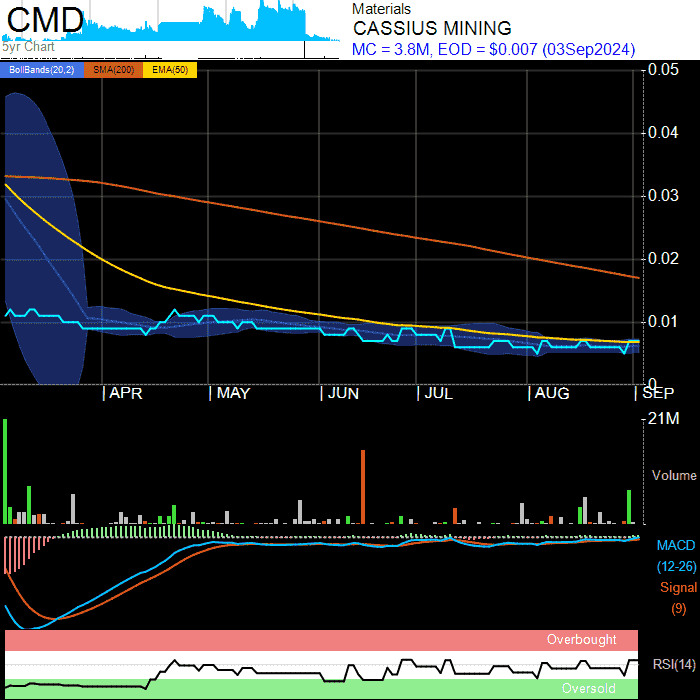 CMD
5yr Chart
Materials
CASSIUS MINING
MC = 3.8M, EOD = $0.007 (03Sep2024)
BollBands(20,2) SMA(200) EMA(50)
0.05
0.04
0.03
0.02
0.01
0
APR MAY JUN JUL AUG SEP
21M
Volume
MACD
(12-26)
Signal
(9)
Overbought
RSI(14)
Oversold